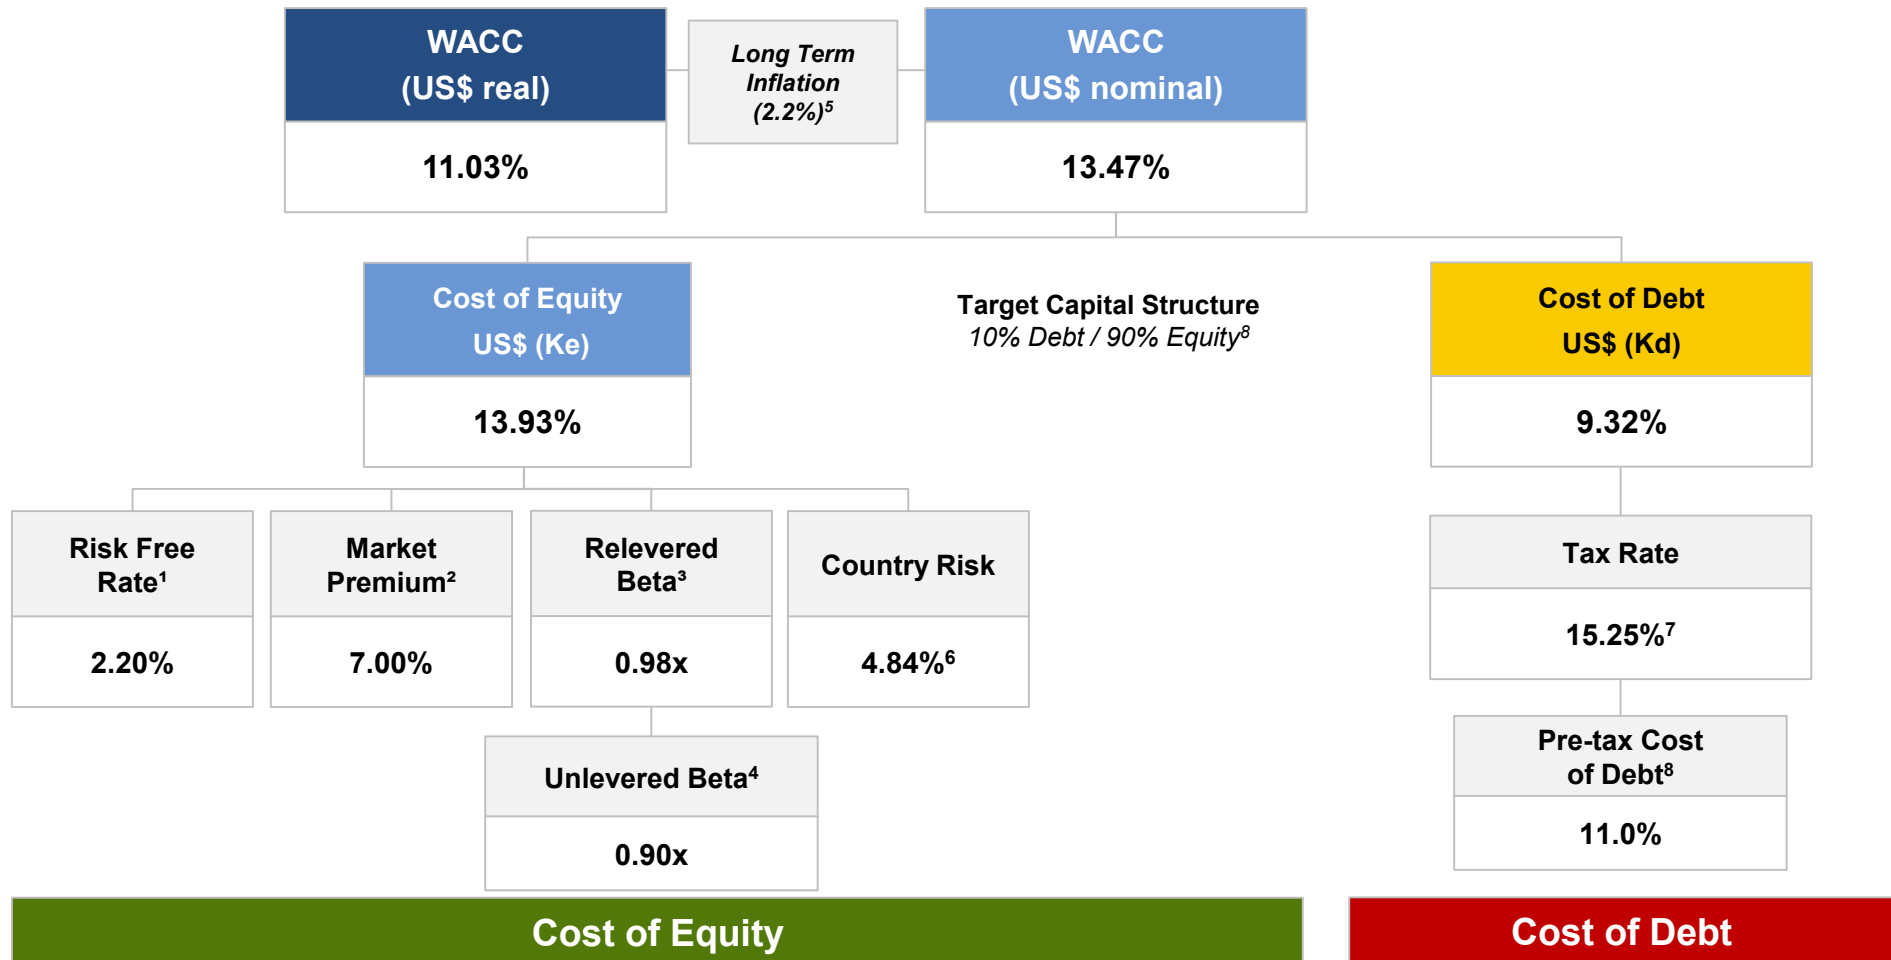 WACC
(US$ real)
11.03%
Long Term
Inflation
(2.2%)⁵
WACC
(US$ nominal)
13.47%
Cost of Equity
US$ (Ke)
13.93%
Target Capital Structure
10% Debt / 90% Equity⁸
Cost of Debt
US$ (Kd)
9.32%
Risk Free
Rate¹
2.20%
Market
Premium²
7.00%
Relevered
Beta³
0.98x
Country Risk
4.84%⁶
Tax Rate
15.25%⁷
Unlevered Beta⁴
0.90x
Pre-tax Cost
of Debt⁸
11.0%
Cost of Equity
Cost of Debt